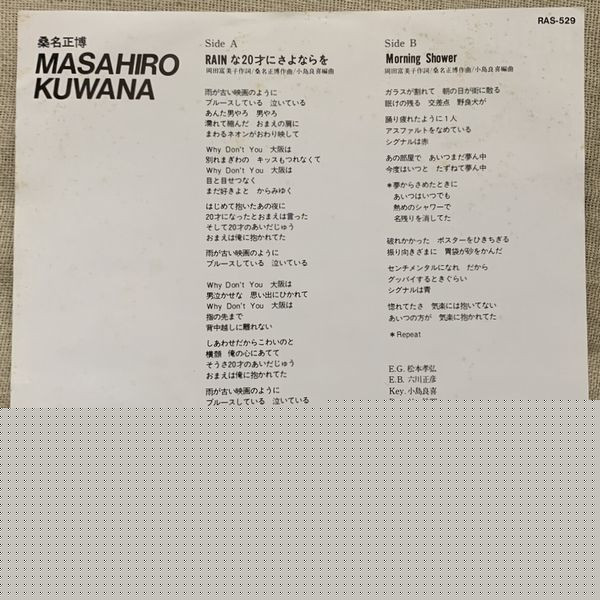 RAS-529
桑名正博
MASAHIRO
KUWANA
Side A
RAIN な20才にさよならを
岡田富美子作詞/桑名正博作曲/小島良喜編曲
雨が古い映画のように
ブルースしている 泣いている
あんた男やろ 男やろ
濡れて縮んだ おまえの肩に
まわるネオンがおわり映して
Why Don't You 大阪は
別れまぎわの キッスもつれなくて
Why Don't You 大阪は
目と目せつなく
まだ好きよと からみゆく
はじめて抱いたあの夜に
20才になったとおまえは言った
そして20才のあいだじゅう
おまえは俺に抱かれてた
雨が古い映画のように
ブルースしている 泣いている
Why Don't You 大阪は
男泣かせな 思い出にひかれて
Why Don't You 大阪は
指の先まで
背中越しに離れない
しあわせだからこわいのと
横顔 俺の心にあてて
そうさ20才のあいだじゅう
おまえは俺に抱かれてた
雨が古い映画のように
ブルースしている 泣いている
Side B
Morning Shower
岡田富美子作詞/桑名正博作曲/小島良喜編曲
ガラスが割れて 朝の目が街に散る
眠けの残る 交差点 野良犬が
踊り疲れたように1人
アスファルトをなめている
シグナルは赤
あの部屋で あいつまだ夢ん中
今度はいつと たずねて夢ん中
＊夢からさめたときに
あいつはいつでも
熱めのシャワーで
名残りを消してた
破れかかった ポスターをひきちぎる
振り向きざまに 胃袋が砂をかんだ
センチメンタルになれ だから
グッバイするときぐらい
シグナルは青
惚れてたさ 気楽には抱いてない
あいつの方が 気楽に抱かれてた
＊Repeat
E.G. 松本孝弘
E.B. 六川正彦
Key. 小島良喜